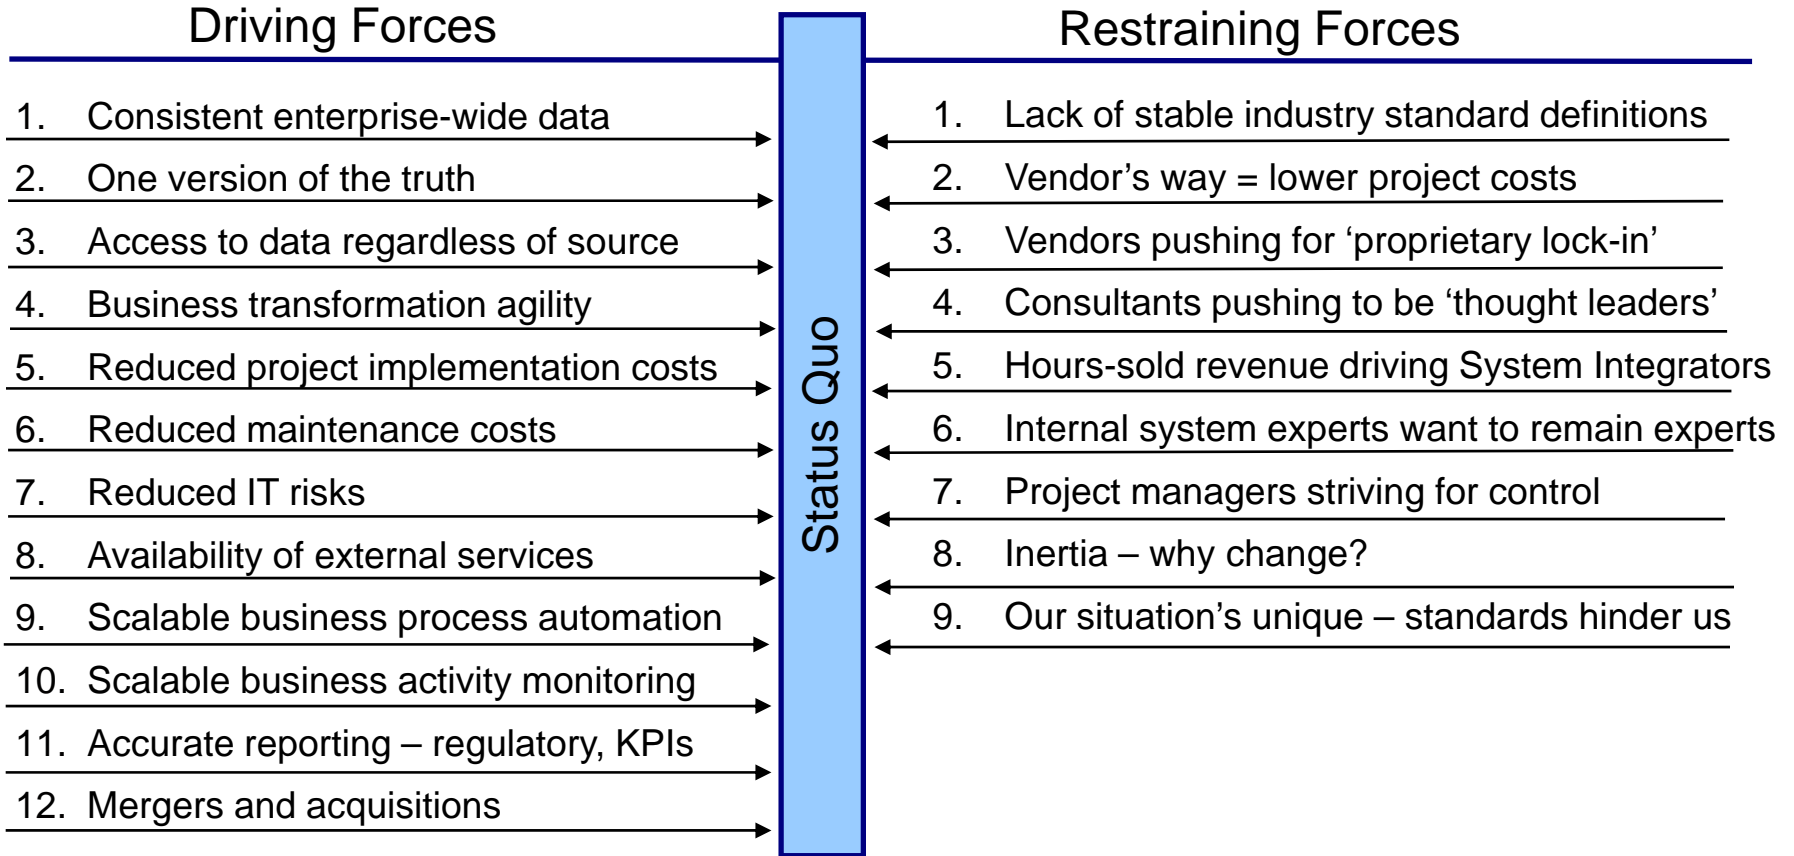 Driving Forces
1. Consistent enterprise-wide data
2. One version of the truth
3. Access to data regardless of source
4. Business transformation agility
5. Reduced project implementation costs
6. Reduced maintenance costs
7. Reduced IT risks
8. Availability of external services
9. Scalable business process automation
10. Scalable business activity monitoring
11. Accurate reporting – regulatory, KPIs
12. Mergers and acquisitions
Status Quo
Restraining Forces
1. Lack of stable industry standard definitions
2. Vendor’s way = lower project costs
3. Vendors pushing for ‘proprietary lock-in’
4. Consultants pushing to be ‘thought leaders’
5. Hours-sold revenue driving System Integrators
6. Internal system experts want to remain experts
7. Project managers striving for control
8. Inertia – why change?
9. Our situation’s unique – standards hinder us